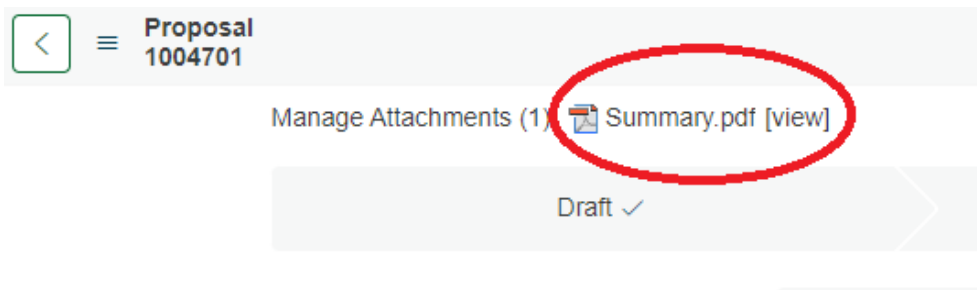 Proposal
1004701
Manage Attachments (1) Summary.pdf [view]
Draft